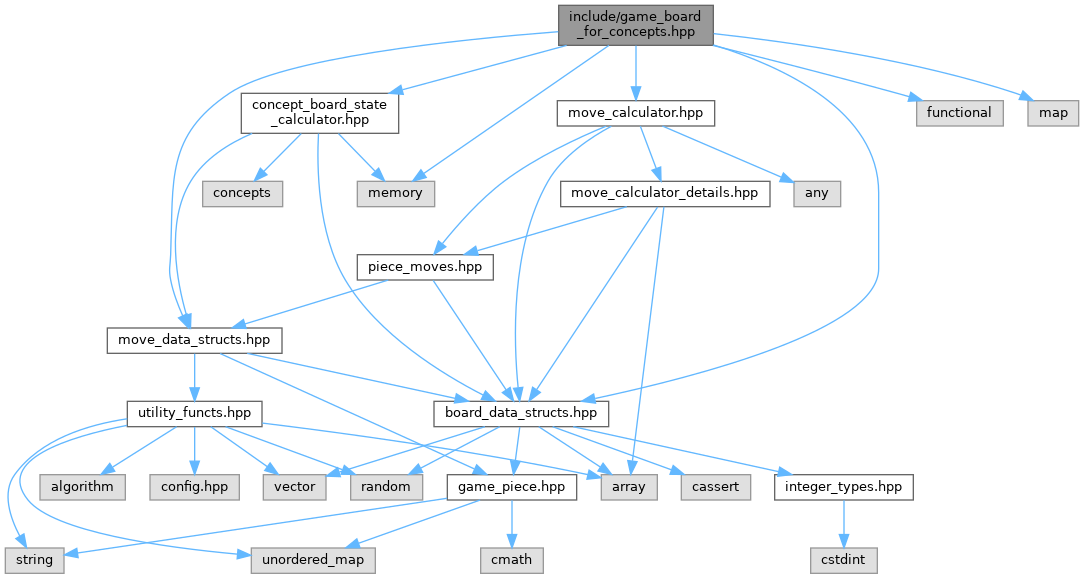 include/game_board
_for_concepts.hpp
concept_board_state
_calculator.hpp
move_calculator.hpp
functional
map
concepts
memory
move_calculator_details.hpp
any
piece_moves.hpp
move_data_structs.hpp
utility_functs.hpp
board_data_structs.hpp
algorithm
config.hpp
vector
random
game_piece.hpp
array
cassert
integer_types.hpp
string
unordered_map
cmath
cstdint